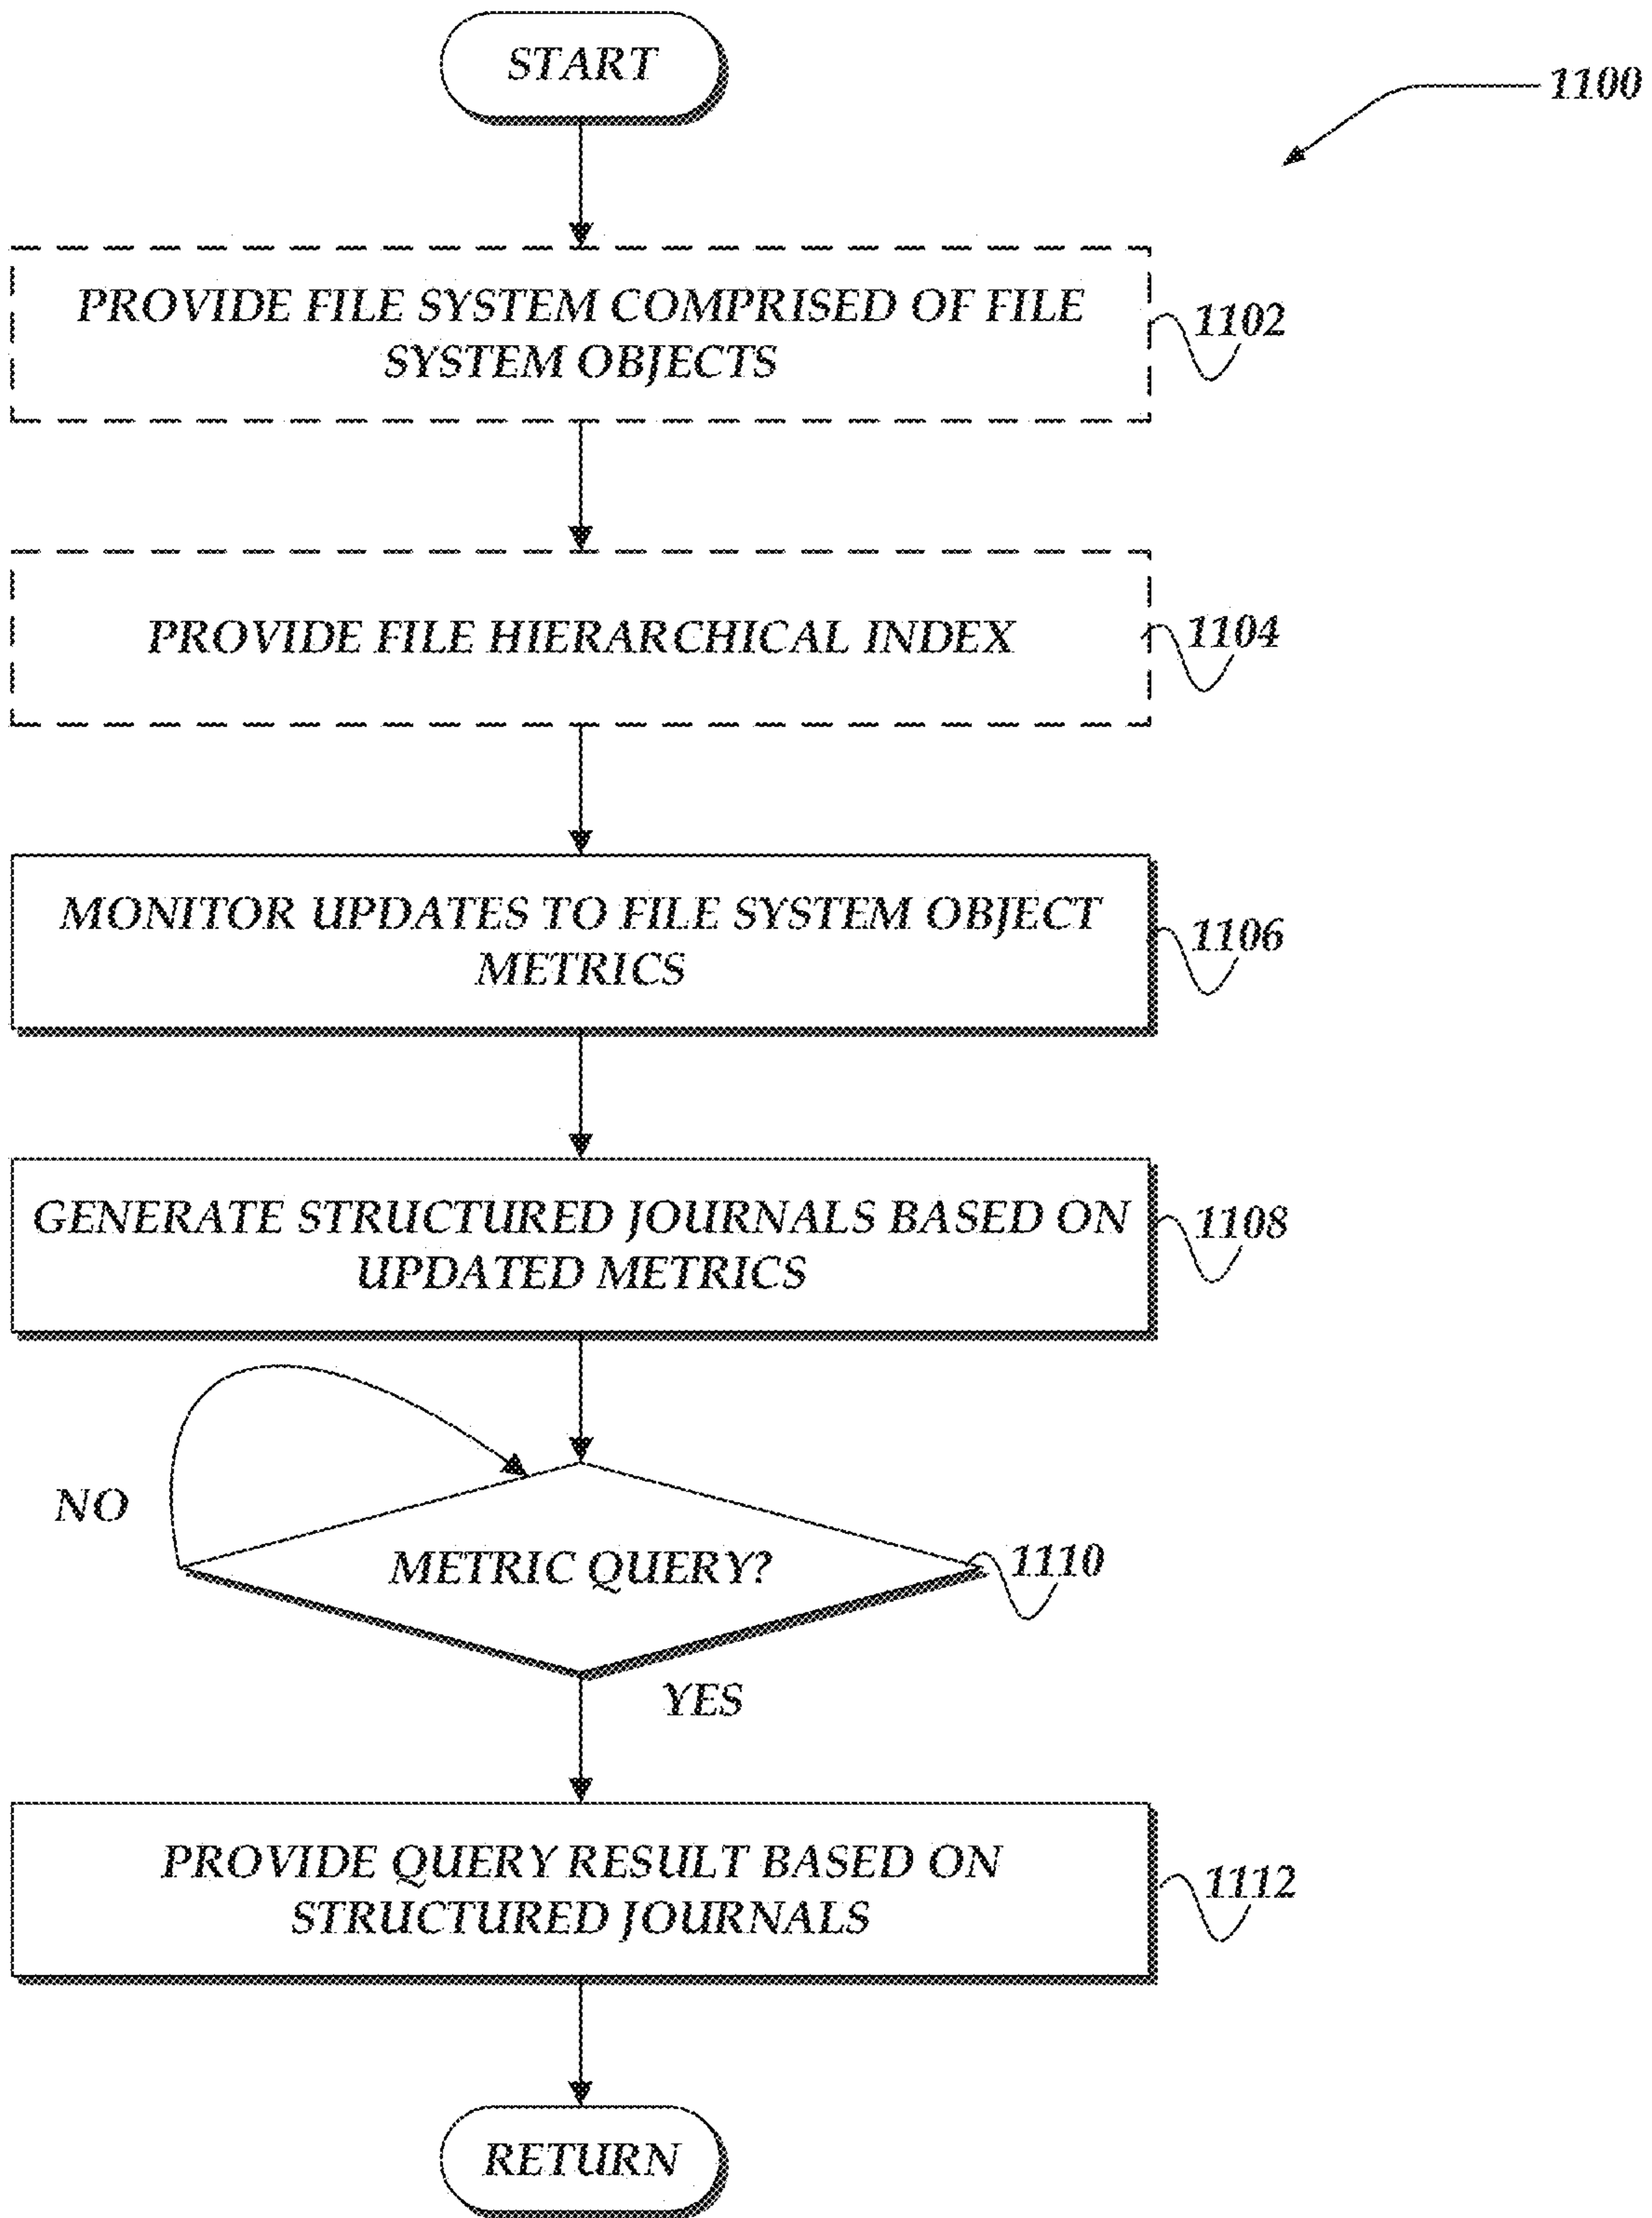 START
1100
PROVIDE FILE SYSTEM COMPRISED OF FILE
SYSTEM OBJECTS
1102
PROVIDE FILE HIERARCHICAL INDEX
1104
MONITOR UPDATES TO FILE SYSTEM OBJECT
METRICS
1106
GENERATE STRUCTURED JOURNALS BASED ON
UPDATED METRICS
1108
NO
METRIC QUERY?
1110
YES
PROVIDE QUERY RESULT BASED ON
STRUCTURED JOURNALS
1112
RETURN